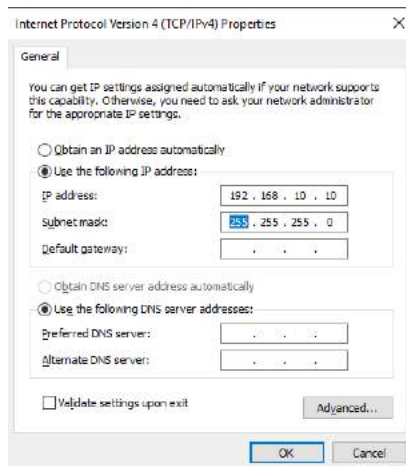 Internet Protocol Version 4 (TCP/IPv4) Properties
General
You can get IP settings assigned automatically if your network supports
this capability. Otherwise, you need to ask your network administrator
for the appropriate IP settings.
Obtain an IP address automatically
Use the following IP address:
IP address: 192 . 168 . 10 . 10
Subnet mask: 255 . 255 . 255 . 0
Default gateway: . . .
Obtain DNS server address automatically
Use the following DNS server addresses:
Preferred DNS server: . . .
Alternate DNS server: . . .
Validate settings upon exit
Advanced...
OK Cancel